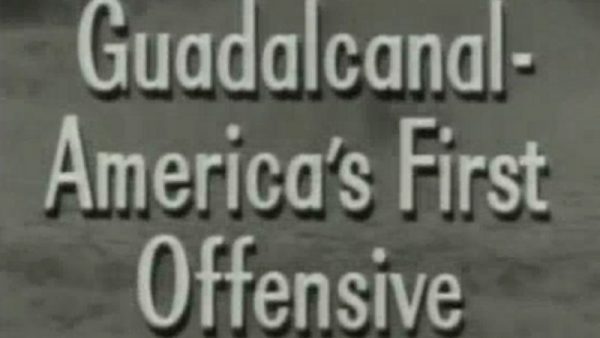 Guadalcanal-
America's First
Offensive